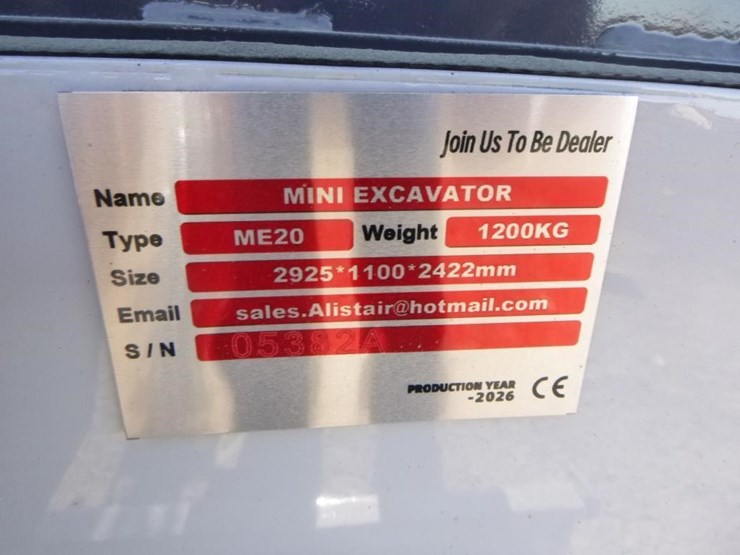 Join Us To Be Dealer
Name MINI EXCAVATOR
Type ME20 Weight 1200KG
Size 2925*1100*2422mm
Email sales.Alistair@hotmail.com
S/N 05382A
PRODUCTION YEAR
-2026 CE